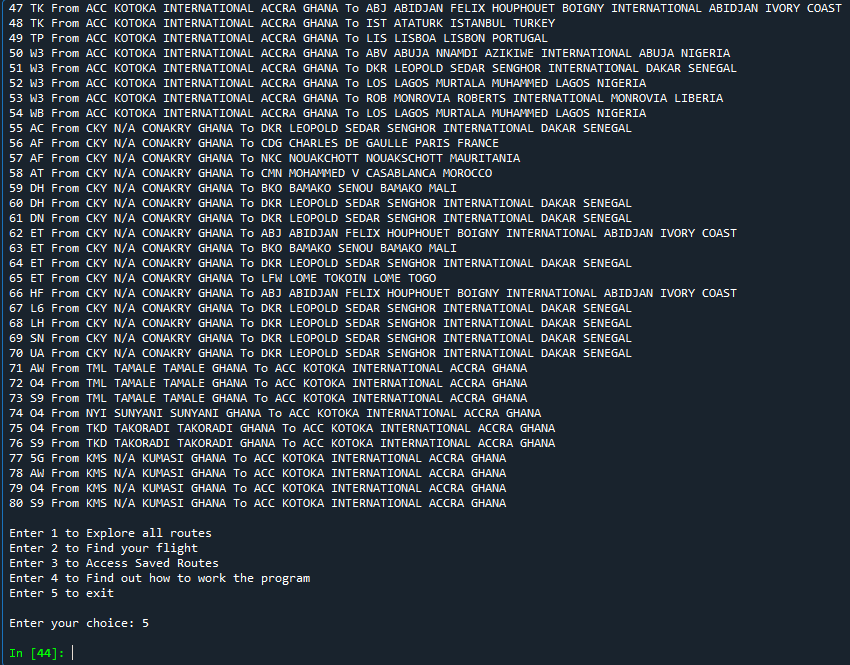 47 TK From ACC KOTOKA INTERNATIONAL ACCRA GHANA To ABJ ABIDJAN FELIX HOUPHOUET BOIGNY INTERNATIONAL ABIDJAN IVORY COAST
48 TK From ACC KOTOKA INTERNATIONAL ACCRA GHANA To IST ATATURK ISTANBUL TURKEY
49 TP From ACC KOTOKA INTERNATIONAL ACCRA GHANA To LIS LISBOA LISBON PORTUGAL
50 W3 From ACC KOTOKA INTERNATIONAL ACCRA GHANA To ABV ABUJA NNAMDI AZIKIWE INTERNATIONAL ABUJA NIGERIA
51 W3 From ACC KOTOKA INTERNATIONAL ACCRA GHANA To DKR LEOPOLD SEDAR SENGHOR INTERNATIONAL DAKAR SENEGAL
52 W3 From ACC KOTOKA INTERNATIONAL ACCRA GHANA To LOS LAGOS MURTALA MUHAMMED LAGOS NIGERIA
53 W3 From ACC KOTOKA INTERNATIONAL ACCRA GHANA To ROB MONROVIA ROBERTS INTERNATIONAL MONROVIA LIBERIA
54 WB From ACC KOTOKA INTERNATIONAL ACCRA GHANA To LOS LAGOS MURTALA MUHAMMED LAGOS NIGERIA
55 AC From CKY N/A CONAKRY GHANA To DKR LEOPOLD SEDAR SENGHOR INTERNATIONAL DAKAR SENEGAL
56 AF From CKY N/A CONAKRY GHANA To CDG CHARLES DE GAULLE PARIS FRANCE
57 AF From CKY N/A CONAKRY GHANA To NKC NOUAKCHOTT NOUAKSCHOTT MAURITANIA
58 AT From CKY N/A CONAKRY GHANA To CMN MOHAMMED V CASABLANCA MOROCCO
59 DH From CKY N/A CONAKRY GHANA To BKO BAMAKO SENOU BAMAKO MALI
60 DH From CKY N/A CONAKRY GHANA To DKR LEOPOLD SEDAR SENGHOR INTERNATIONAL DAKAR SENEGAL
61 DN From CKY N/A CONAKRY GHANA To DKR LEOPOLD SEDAR SENGHOR INTERNATIONAL DAKAR SENEGAL
62 ET From CKY N/A CONAKRY GHANA To ABJ ABIDJAN FELIX HOUPHOUET BOIGNY INTERNATIONAL ABIDJAN IVORY COAST
63 ET From CKY N/A CONAKRY GHANA To BKO BAMAKO SENOU BAMAKO MALI
64 ET From CKY N/A CONAKRY GHANA To DKR LEOPOLD SEDAR SENGHOR INTERNATIONAL DAKAR SENEGAL
65 ET From CKY N/A CONAKRY GHANA To LFW LOME TOKOIN LOME TOGO
66 HF From CKY N/A CONAKRY GHANA To ABJ ABIDJAN FELIX HOUPHOUET BOIGNY INTERNATIONAL ABIDJAN IVORY COAST
67 L6 From CKY N/A CONAKRY GHANA To DKR LEOPOLD SEDAR SENGHOR INTERNATIONAL DAKAR SENEGAL
68 LH From CKY N/A CONAKRY GHANA To DKR LEOPOLD SEDAR SENGHOR INTERNATIONAL DAKAR SENEGAL
69 SN From CKY N/A CONAKRY GHANA To DKR LEOPOLD SEDAR SENGHOR INTERNATIONAL DAKAR SENEGAL
70 UA From CKY N/A CONAKRY GHANA To DKR LEOPOLD SEDAR SENGHOR INTERNATIONAL DAKAR SENEGAL
71 AW From TML TAMALE TAMALE GHANA To ACC KOTOKA INTERNATIONAL ACCRA GHANA
72 O4 From TML TAMALE TAMALE GHANA To ACC KOTOKA INTERNATIONAL ACCRA GHANA
73 S9 From TML TAMALE TAMALE GHANA To ACC KOTOKA INTERNATIONAL ACCRA GHANA
74 O4 From NYI SUNYANI SUNYANI GHANA To ACC KOTOKA INTERNATIONAL ACCRA GHANA
75 O4 From TKD TAKORADI TAKORADI GHANA To ACC KOTOKA INTERNATIONAL ACCRA GHANA
76 S9 From TKD TAKORADI TAKORADI GHANA To ACC KOTOKA INTERNATIONAL ACCRA GHANA
77 5G From KMS N/A KUMASI GHANA To ACC KOTOKA INTERNATIONAL ACCRA GHANA
78 AW From KMS N/A KUMASI GHANA To ACC KOTOKA INTERNATIONAL ACCRA GHANA
79 O4 From KMS N/A KUMASI GHANA To ACC KOTOKA INTERNATIONAL ACCRA GHANA
80 S9 From KMS N/A KUMASI GHANA To ACC KOTOKA INTERNATIONAL ACCRA GHANA
Enter 1 to Explore all routes
Enter 2 to Find your flight
Enter 3 to Access Saved Routes
Enter 4 to Find out how to work the program
Enter 5 to exit
Enter your choice: 5
In [44]: